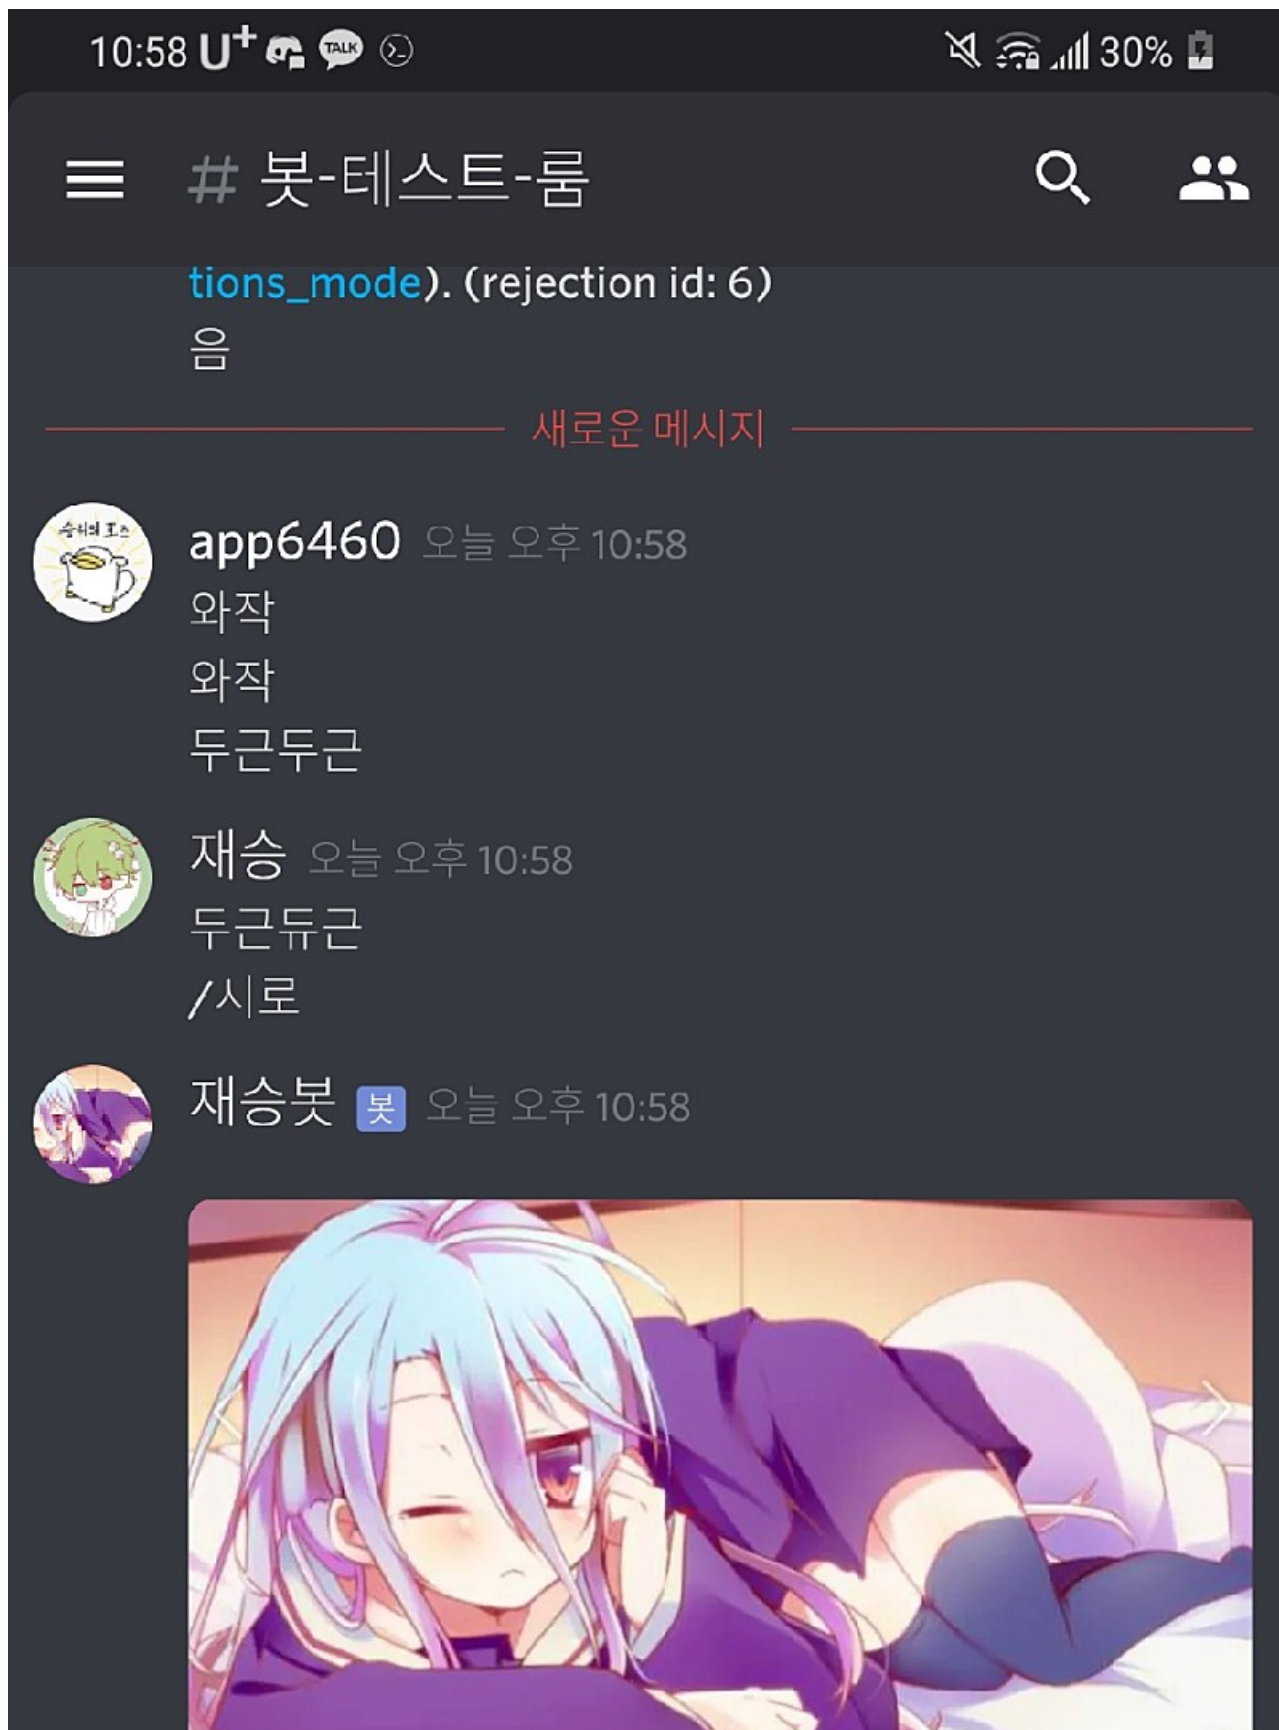 10:58 U+ TALK 30%
# 봇-테스트-룸
tions_mode). (rejection id: 6)
음
새로운 메시지
app6460 오늘 오후 10:58
와작
와작
두근두근
재승 오늘 오후 10:58
두근듀근
/시로
재승봇 봇 오늘 오후 10:58